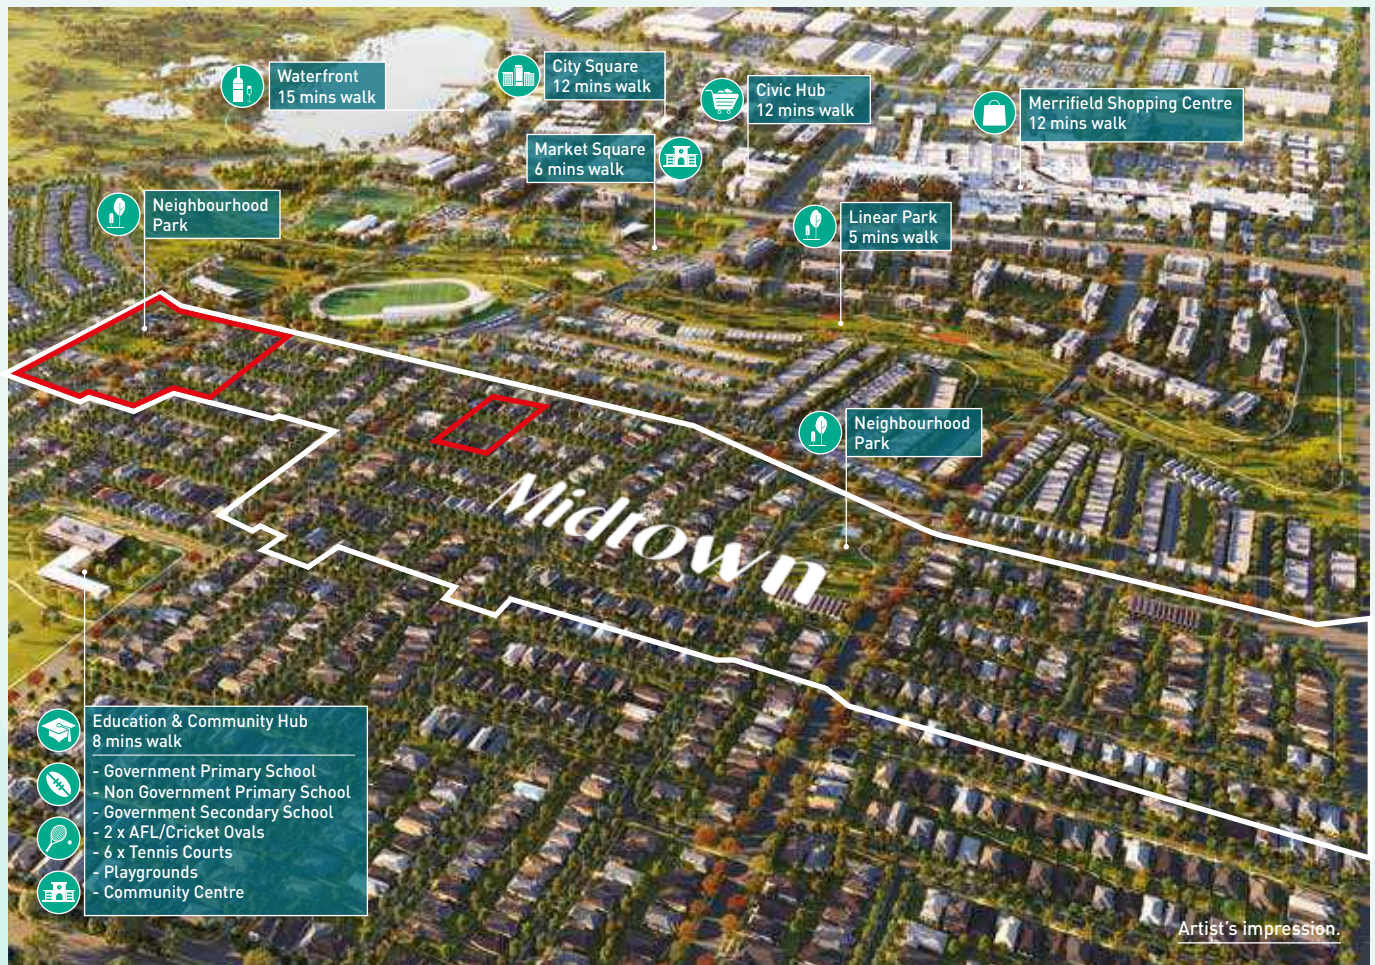 Waterfront
15 mins walk
City Square
12 mins walk
Civic Hub
12 mins walk
Merrifield Shopping Centre
12 mins walk
Market Square
6 mins walk
Neighbourhood
Park
Linear Park
5 mins walk
Neighbourhood
Park
Midtown
Education & Community Hub
8 mins walk
- Government Primary School
- Non Government Primary School
- Government Secondary School
- 2 x AFL/Cricket Ovals
- 6 x Tennis Courts
- Playgrounds
- Community Centre
Artist's impression.